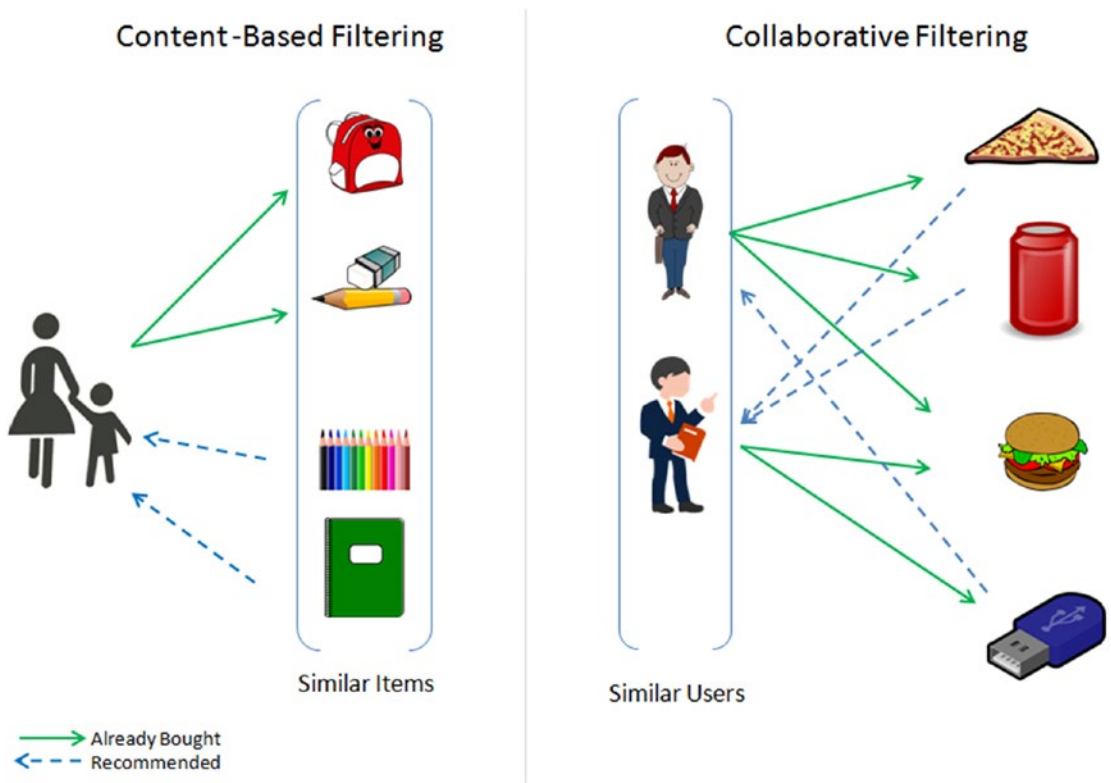 Content-Based Filtering
Collaborative Filtering
Similar Items
Similar Users
Already Bought
Recommended